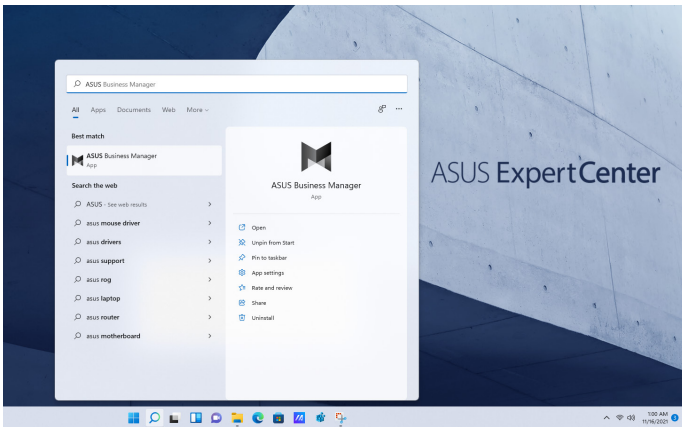 ASUS Business Manager
All Apps Documents Web More
Best match
ASUS Business Manager
App
Search the web
ASUS - See web results
asus mouse driver
asus drivers
asus support
asus rog
asus laptop
asus router
asus motherboard
ASUS Business Manager
App
Open
Unpin from Start
Pin to taskbar
App settings
Rate and review
Share
Uninstall
ASUS ExpertCenter
1:00 AM
11/16/2021